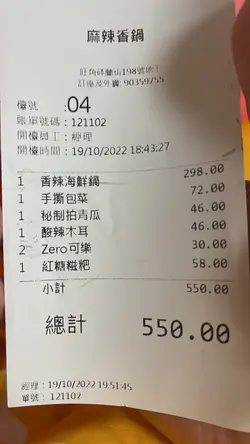 麻辣香鍋
旺角砵蘭街198號地下
訂座及外賣: 90359755
檯號 :04
賬單號碼 : 121102
開檯員工 : 經理
開檯時間 : 19/10/2022 18:43:27
1 香辣海鮮鍋 298.00
1 手撕包菜 72.00
1 秘制拍青瓜 46.00
1 酸辣木耳 46.00
2 Zero可樂 30.00
1 紅糖糍粑 58.00
小計 550.00
總計 550.00
經理 : 19/10/2022 19:51:45
單號 : 121102